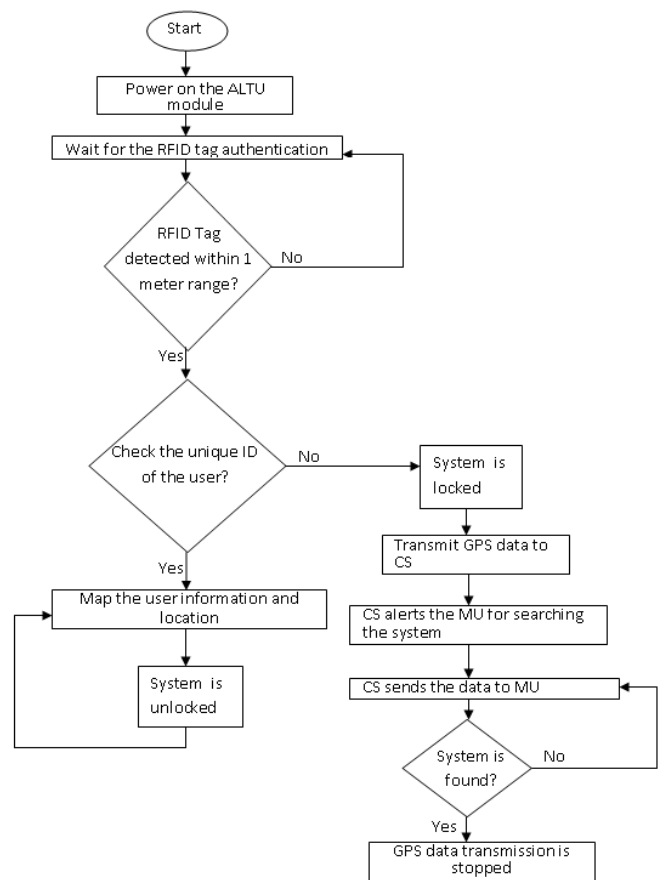 Start
Power on the ALTU
module
Wait for the RFID tag authentication
RFID Tag
detected within 1
meter range?
No
Yes
Check the unique ID
of the user?
No
System is
locked
Transmit GPS data to
CS
Yes
Map the user information and
location
CS alerts the MU for searching
the system
System is
unlocked
CS sends the data to MU
System is
found?
No
Yes
GPS data transmission is
stopped